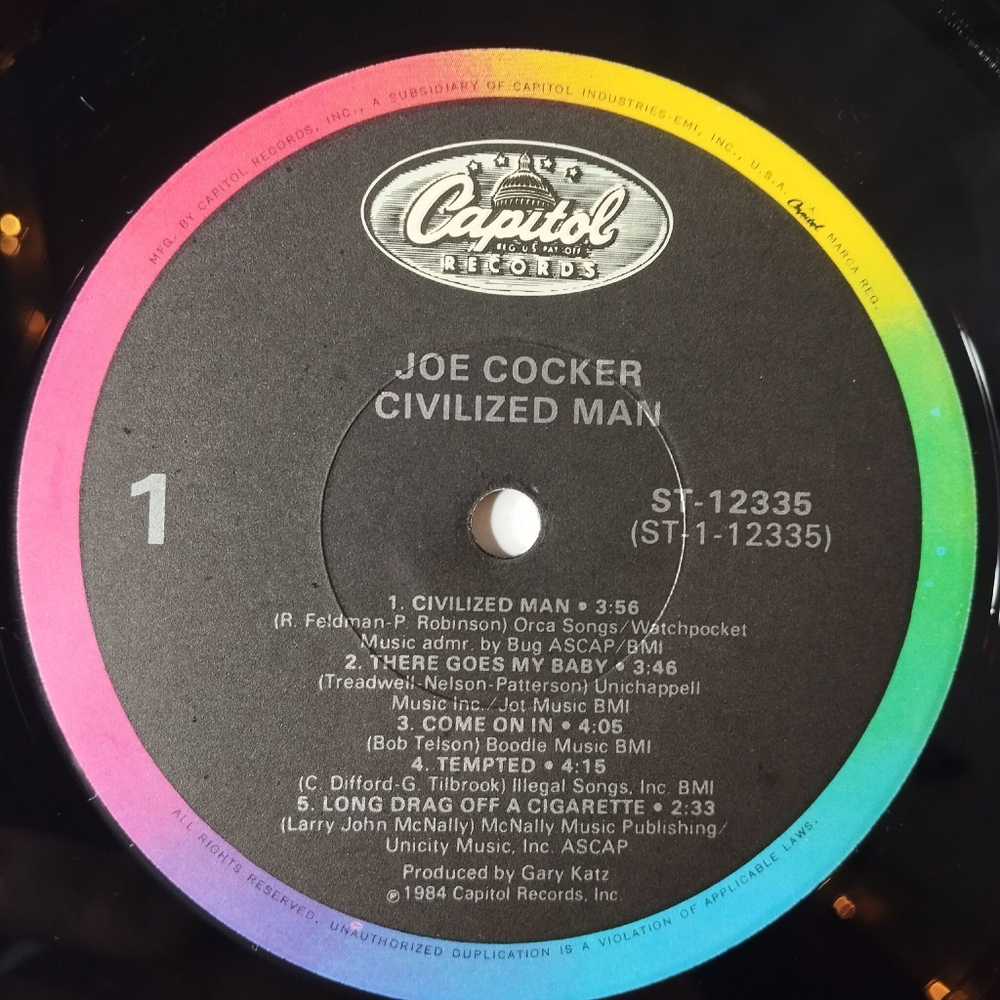 MFG. BY CAPITOL RECORDS, INC., A SUBSIDIARY OF CAPITOL INDUSTRIES-EMI, INC., U.S.A. Capitol MARCA REG.
Capitol
REG. U.S. PAT. OFF.
RECORDS
JOE COCKER
CIVILIZED MAN
1
ST-12335
(ST-1-12335)
1. CIVILIZED MAN • 3:56
(R. Feldman-P. Robinson) Orca Songs/Watchpocket
Music admr. by Bug ASCAP/BMI
2. THERE GOES MY BABY • 3:46
(Treadwell-Nelson-Patterson) Unichappell
Music Inc./Jot Music BMI
3. COME ON IN • 4:05
(Bob Telson) Boodle Music BMI
4. TEMPTED • 4:15
(C. Difford-G. Tilbrook) Illegal Songs, Inc. BMI
5. LONG DRAG OFF A CIGARETTE • 2:33
(Larry John McNally) McNally Music Publishing/
Unicity Music, Inc. ASCAP
Produced by Gary Katz
℗1984 Capitol Records, Inc.
ALL RIGHTS RESERVED. UNAUTHORIZED DUPLICATION IS A VIOLATION OF APPLICABLE LAWS.